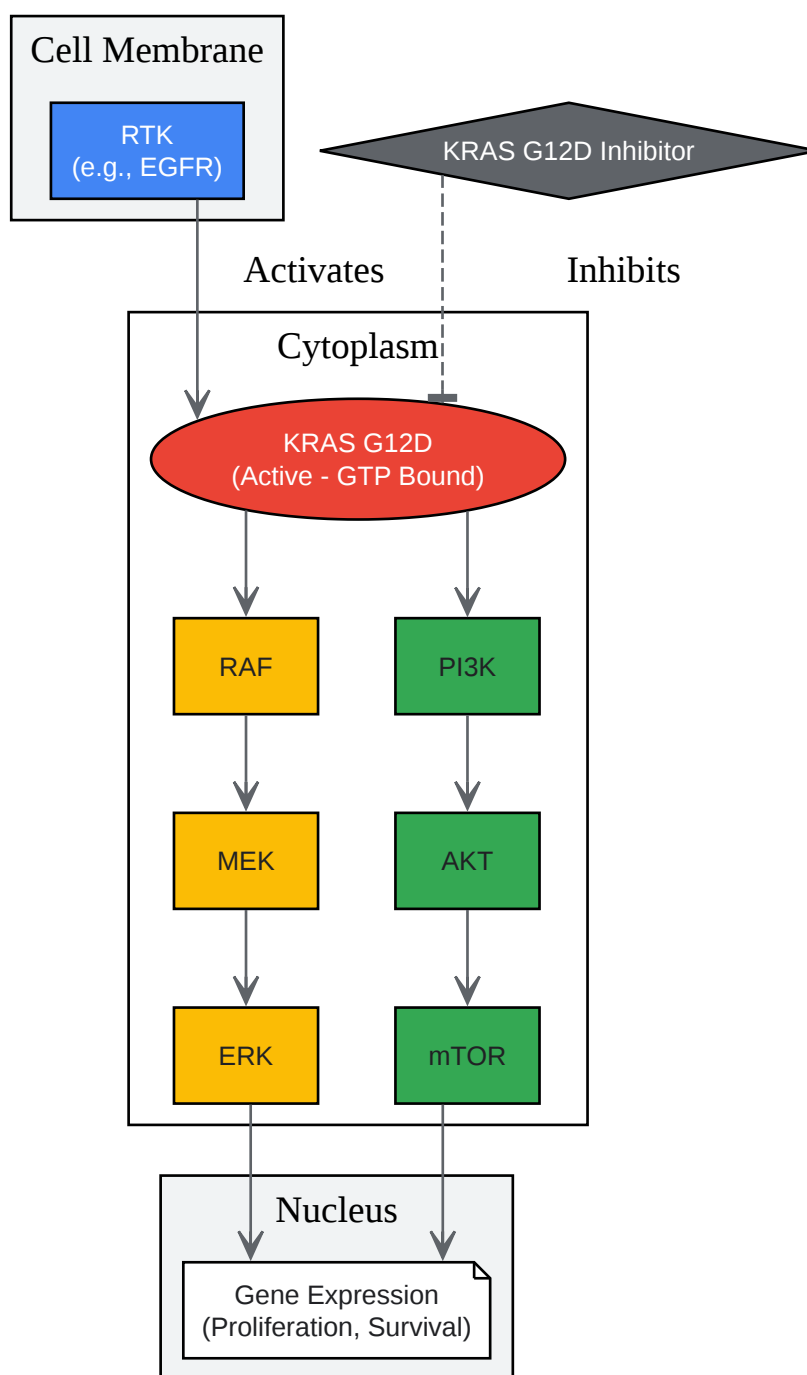 Cell Membrane
RTK
(e.g., EGFR)
KRAS G12D Inhibitor
Activates
Inhibits
Cytoplasm
KRAS G12D
(Active - GTP Bound)
RAF
PI3K
MEK
AKT
ERK
mTOR
Nucleus
Gene Expression
(Proliferation, Survival)